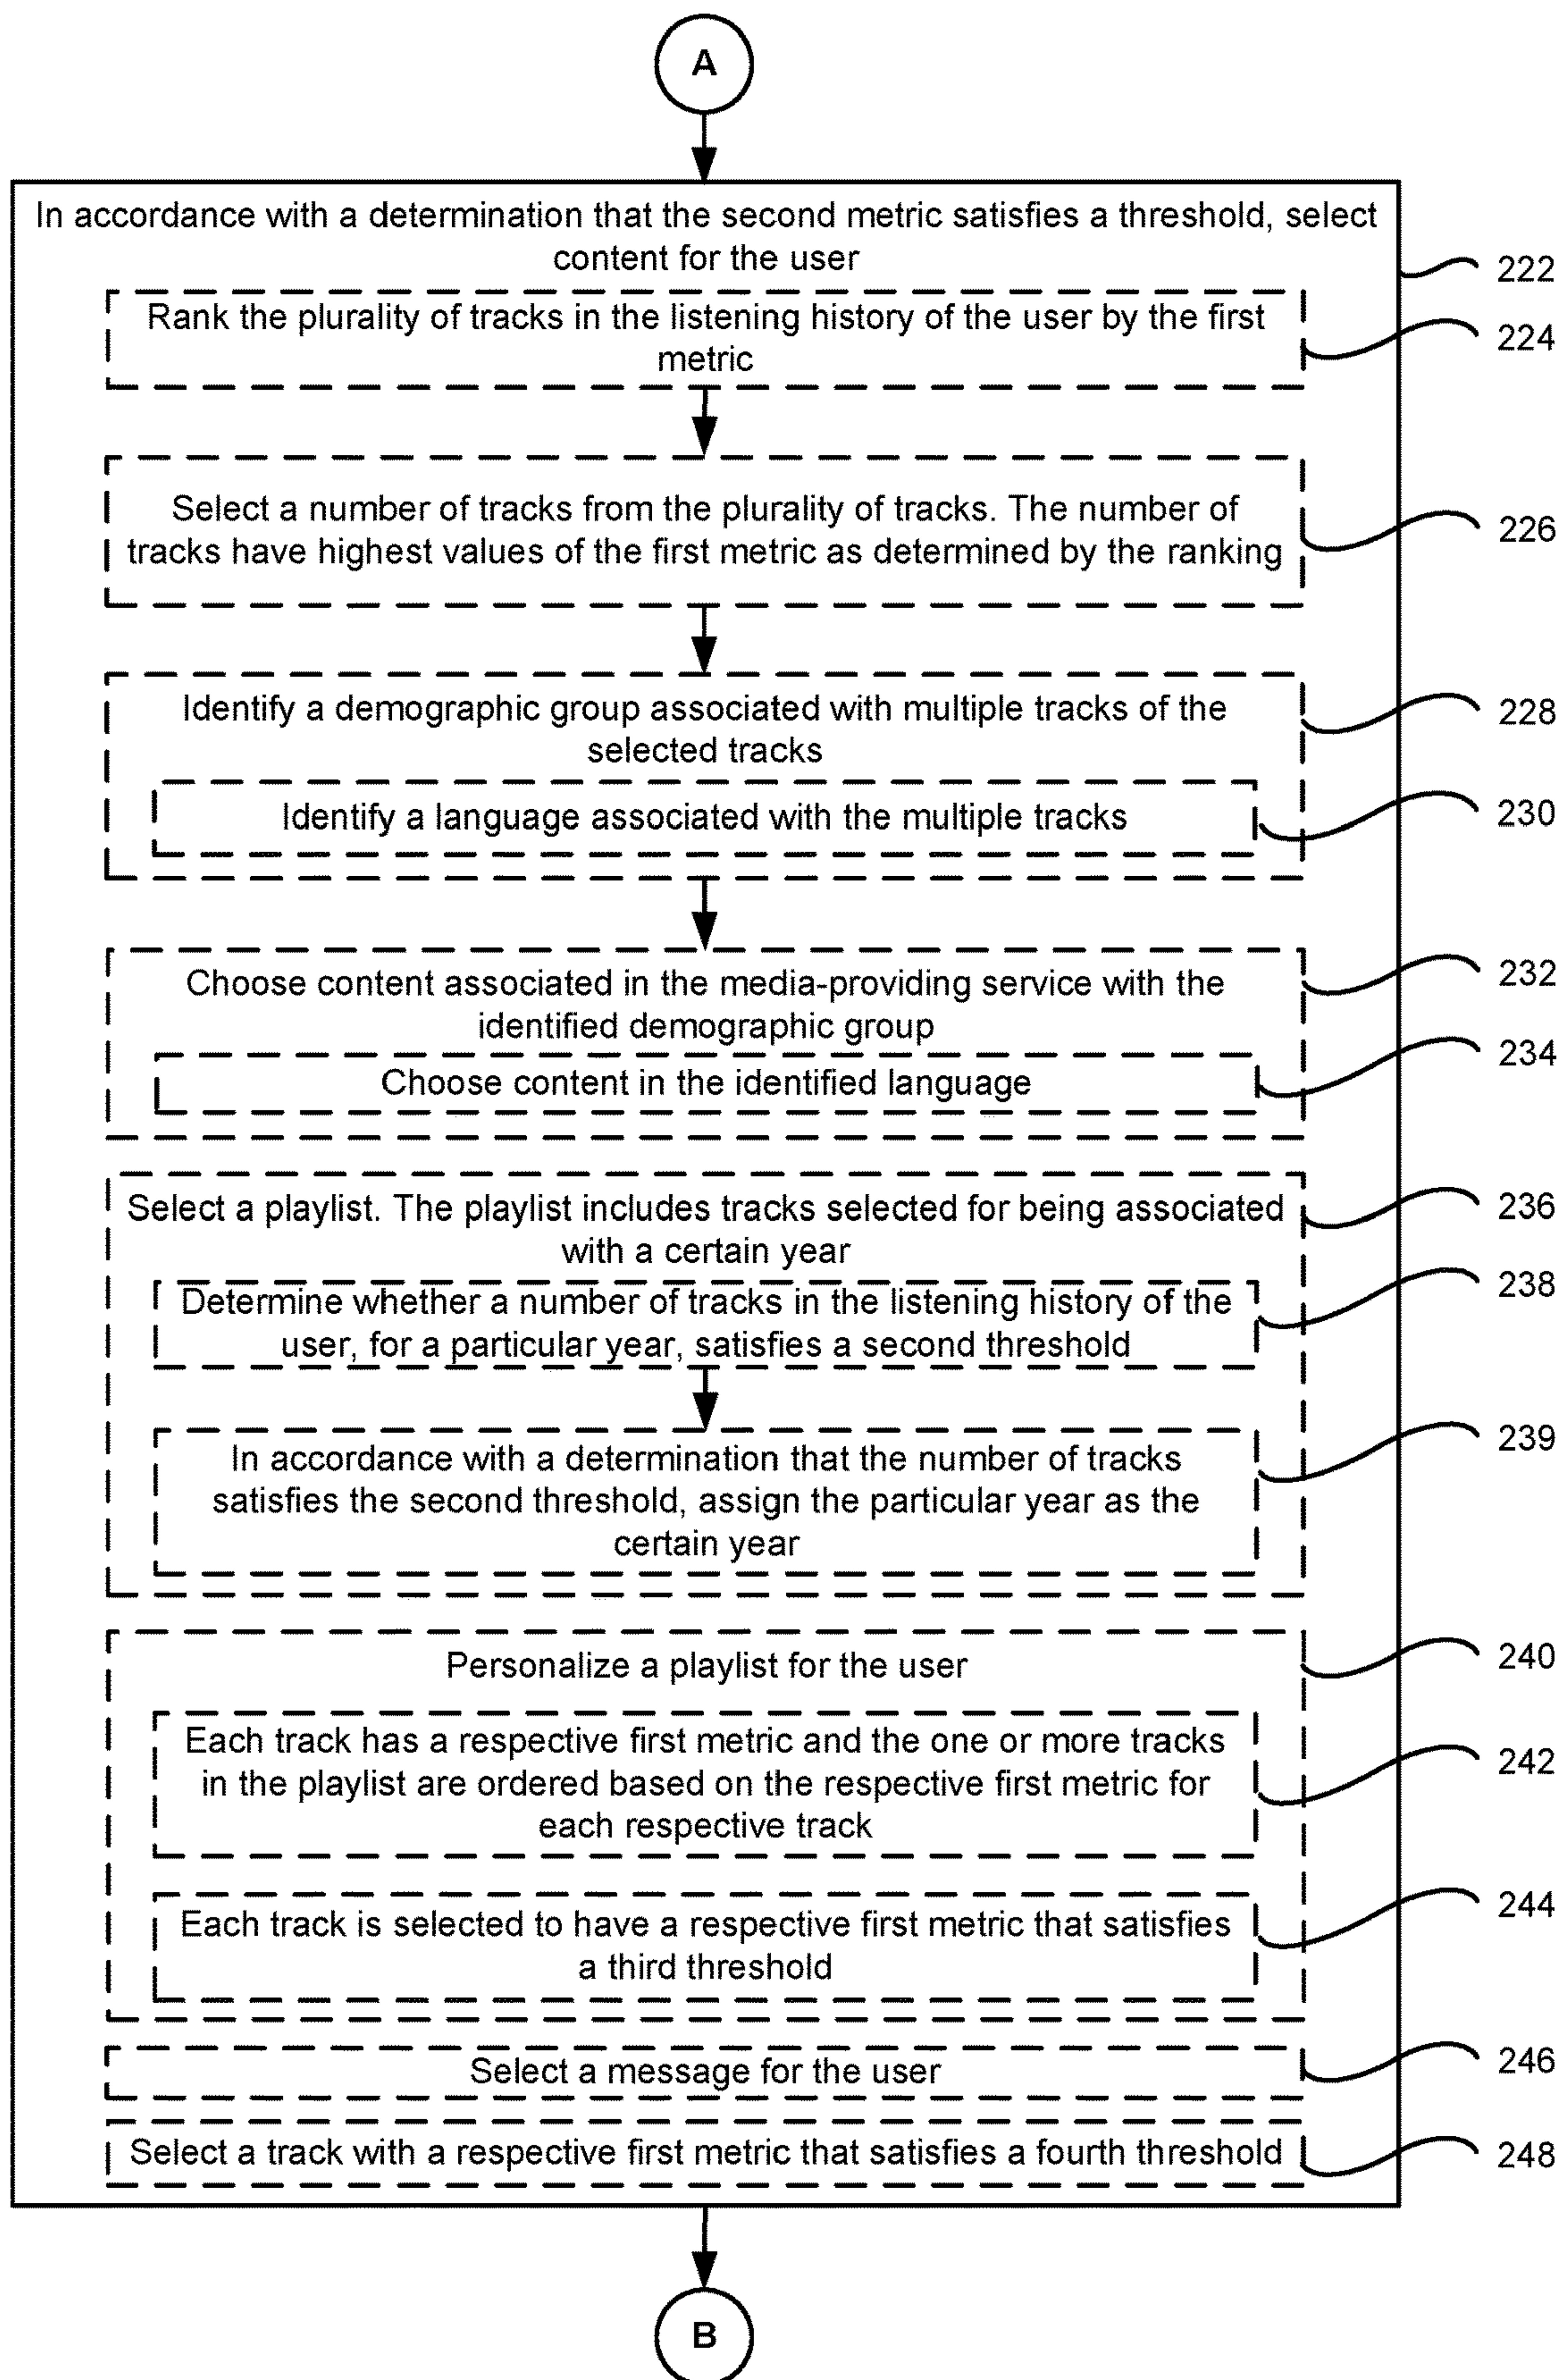 A
In accordance with a determination that the second metric satisfies a threshold, select
content for the user
222
Rank the plurality of tracks in the listening history of the user by the first
metric
224
Select a number of tracks from the plurality of tracks. The number of
tracks have highest values of the first metric as determined by the ranking
226
Identify a demographic group associated with multiple tracks of the
selected tracks
228
Identify a language associated with the multiple tracks
230
Choose content associated in the media-providing service with the
identified demographic group
232
Choose content in the identified language
234
Select a playlist. The playlist includes tracks selected for being associated
with a certain year
236
Determine whether a number of tracks in the listening history of the
user, for a particular year, satisfies a second threshold
238
In accordance with a determination that the number of tracks
satisfies the second threshold, assign the particular year as the
certain year
239
Personalize a playlist for the user
240
Each track has a respective first metric and the one or more tracks
in the playlist are ordered based on the respective first metric for
each respective track
242
Each track is selected to have a respective first metric that satisfies
a third threshold
244
Select a message for the user
246
Select a track with a respective first metric that satisfies a fourth threshold
248
B